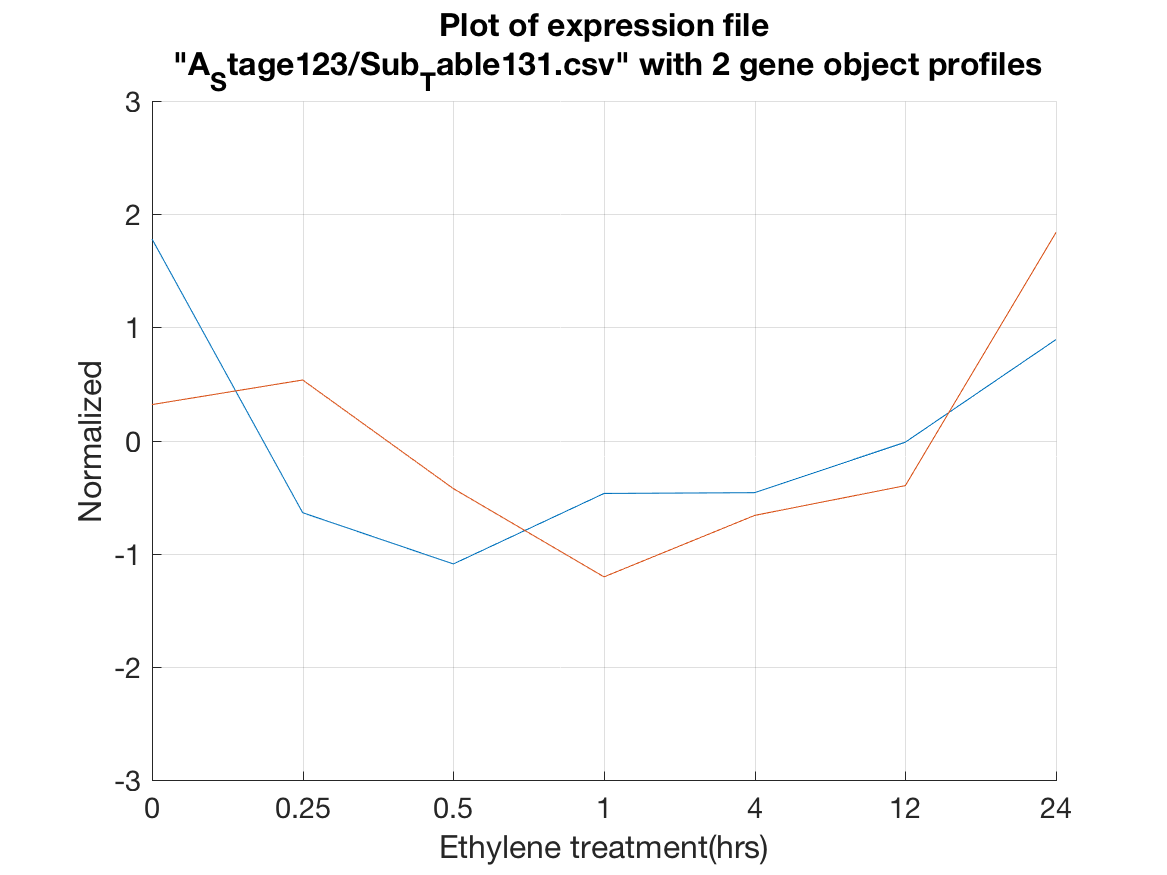 Plot of expression file
"A_Stage123/Sub_Table131.csv" with 2 gene object profiles
3
2
1
0
-1
-2
-3
Normalized
0 0.25 0.5 1 4 12 24
Ethylene treatment(hrs)